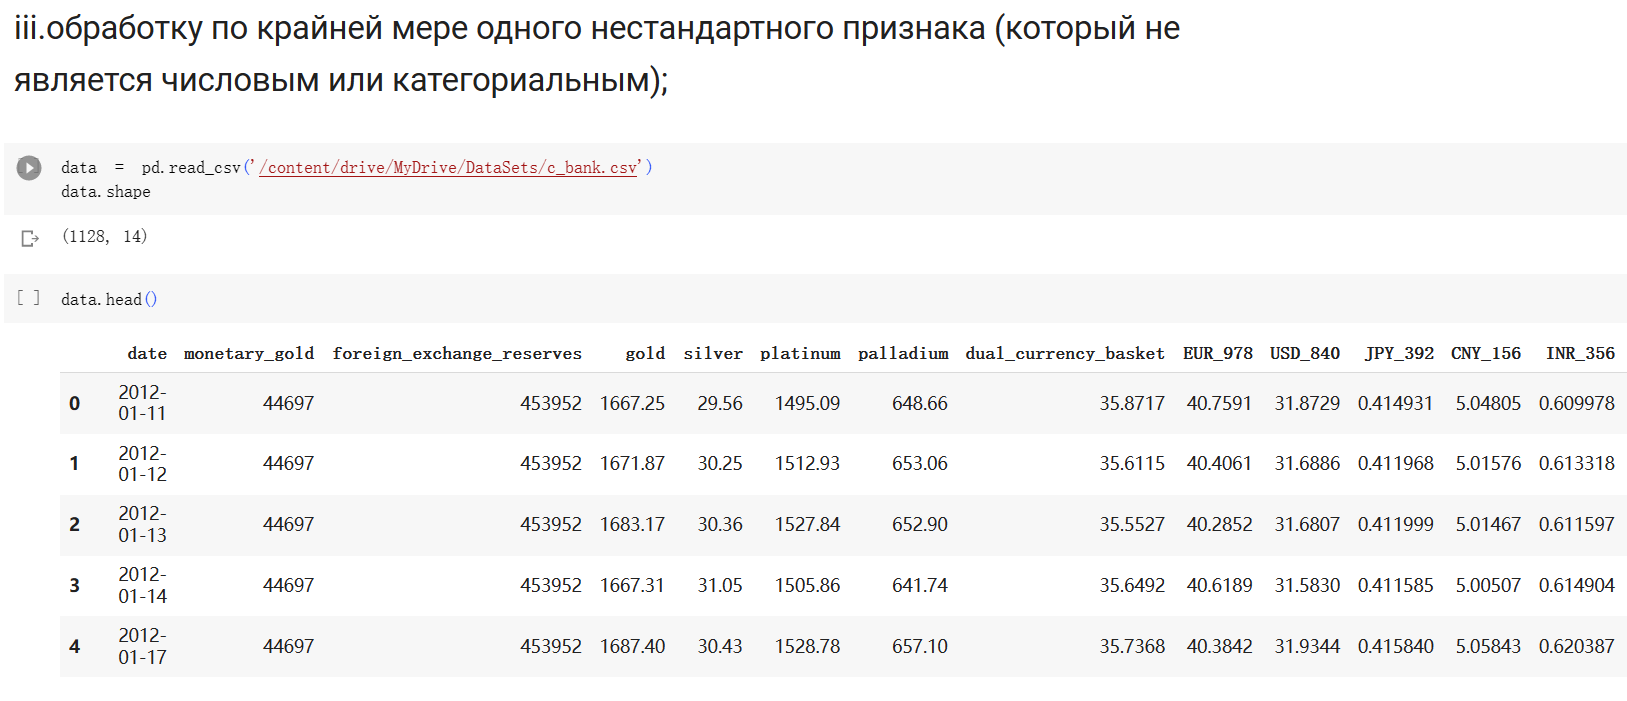 iii.обработку по крайней мере одного нестандартного признака (который не
является числовым или категориальным);
data = pd.read_csv('/content/drive/MyDrive/DataSets/c_bank.csv')
data.shape
(1128, 14)
[ ] data.head()
date monetary_gold foreign_exchange_reserves gold silver platinum palladium dual_currency_basket EUR_978 USD_840 JPY_392 CNY_156 INR_356
0 2012-01-11 44697 453952 1667.25 29.56 1495.09 648.66 35.8717 40.7591 31.8729 0.414931 5.04805 0.609978
1 2012-01-12 44697 453952 1671.87 30.25 1512.93 653.06 35.6115 40.4061 31.6886 0.411968 5.01576 0.613318
2 2012-01-13 44697 453952 1683.17 30.36 1527.84 652.90 35.5527 40.2852 31.6807 0.411999 5.01467 0.611597
3 2012-01-14 44697 453952 1667.31 31.05 1505.86 641.74 35.6492 40.6189 31.5830 0.411585 5.00507 0.614904
4 2012-01-17 44697 453952 1687.40 30.43 1528.78 657.10 35.7368 40.3842 31.9344 0.415840 5.05843 0.620387